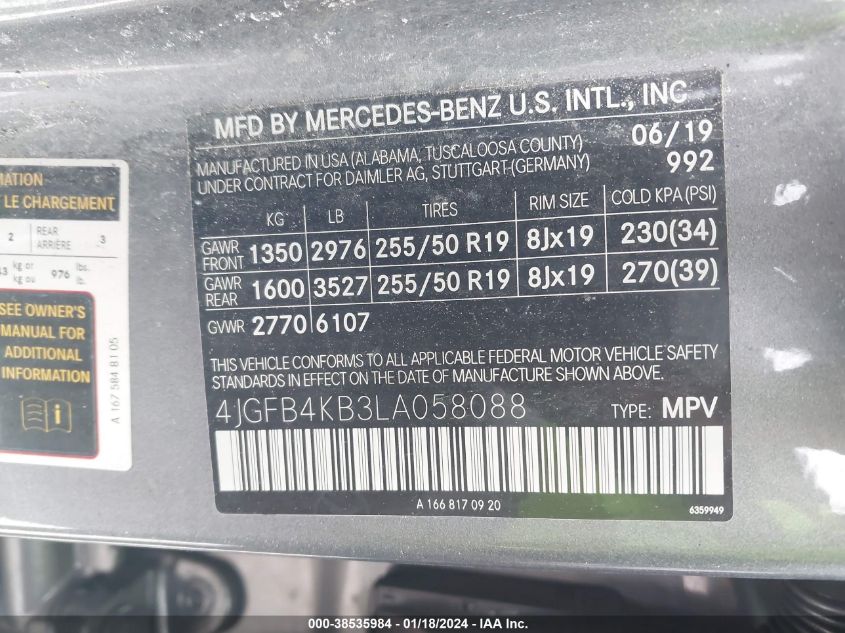 MATION
LE CHARGEMENT
2 REAR ARRIÈRE 3
kg or kg ou 976 lbs. lb.
SEE OWNER'S
MANUAL FOR
ADDITIONAL
INFORMATION
A 167 584 81 05
MFD BY MERCEDES-BENZ U.S. INTL., INC
MANUFACTURED IN USA (ALABAMA, TUSCALOOSA COUNTY) 06/19
UNDER CONTRACT FOR DAIMLER AG, STUTTGART-(GERMANY) 992
KG LB TIRES RIM SIZE COLD KPA (PSI)
GAWR FRONT 1350 2976 255/50 R19 8Jx19 230(34)
GAWR REAR 1600 3527 255/50 R19 8Jx19 270(39)
GVWR 2770 6107
THIS VEHICLE CONFORMS TO ALL APPLICABLE FEDERAL MOTOR VEHICLE SAFETY
STANDARDS IN EFFECT ON THE DATE OF MANUFACTURE SHOWN ABOVE.
4JGFB4KB3LA058088 TYPE: MPV
A 166 817 09 20 6359949
000-38535984 - 01/18/2024 - IAAI Inc.